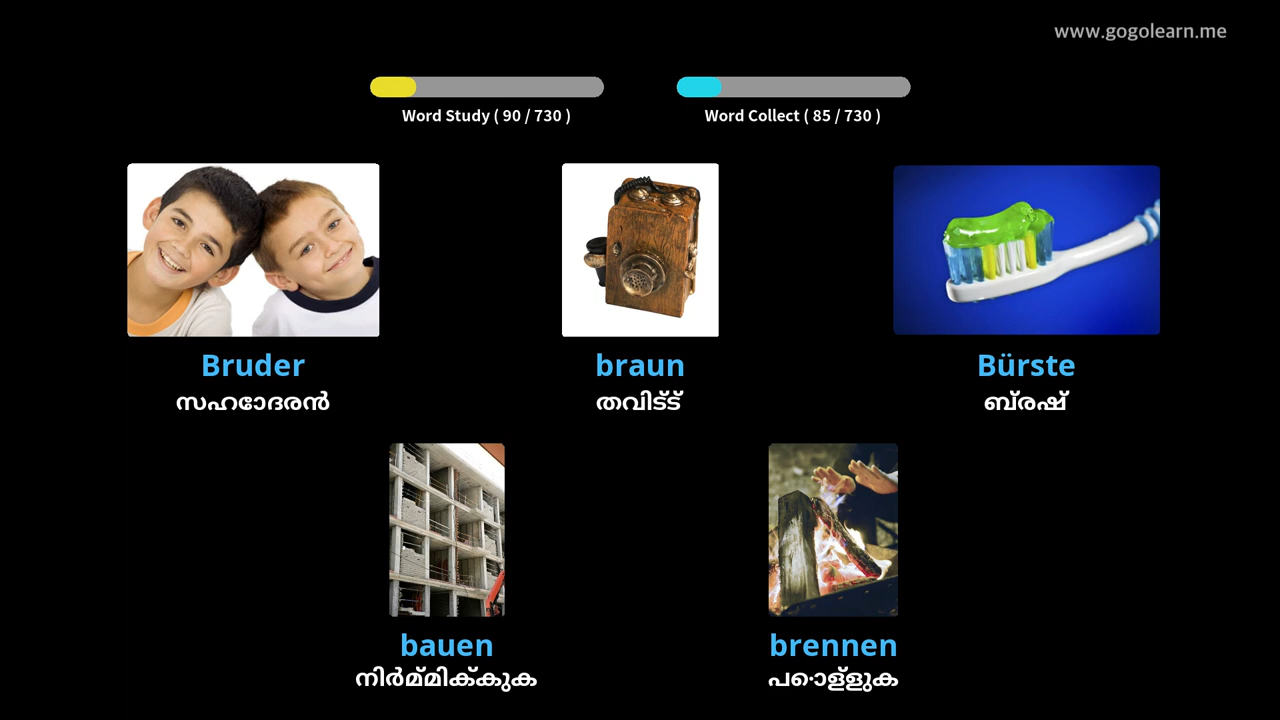 www.gogolearn.me
Word Study ( 90 / 730 )
Word Collect ( 85 / 730 )
Bruder
braun
Bürste
സഹോദരൻ
തവിട്ട്
ബ്രഷ്
bauen
brennen
നിർമ്മിക്കുക
പൊള്ളുക